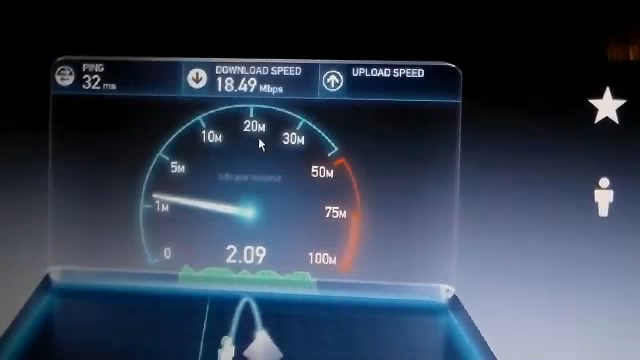 PING
32 ms
DOWNLOAD SPEED
18.49 Mbps
UPLOAD SPEED
20M
10M
30M
5M
50M
1M
75M
0
2.09
100M